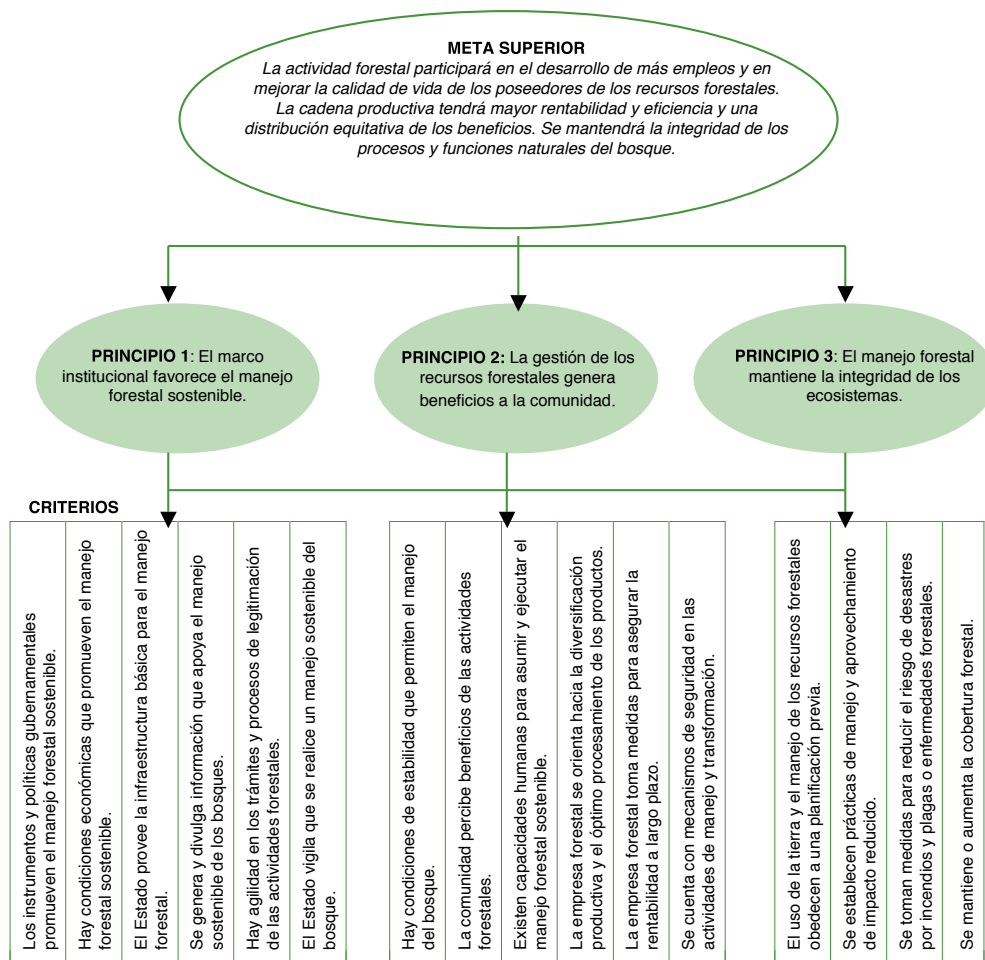 META SUPERIOR
La actividad forestal participará en el desarrollo de más empleos y en
mejorar la calidad de vida de los poseedores de los recursos forestales.
La cadena productiva tendrá mayor rentabilidad y eficiencia y una
distribución equitativa de los beneficios. Se mantendrá la integridad de los
procesos y funciones naturales del bosque.
PRINCIPIO 1: El marco
institucional favorece el manejo
forestal sostenible.
PRINCIPIO 2: La gestión de los
recursos forestales genera
beneficios a la comunidad.
PRINCIPIO 3: El manejo forestal
mantiene la integridad de los
ecosistemas.
CRITERIOS
Los instrumentos y políticas gubernamentales
promueven el manejo forestal sostenible.
Hay condiciones económicas que promueven el manejo
forestal sostenible.
El Estado provee la infraestructura básica para el manejo
forestal.
Se genera y divulga información que apoya el manejo
sostenible de los bosques.
Hay agilidad en los trámites y procesos de legitimación
de las actividades forestales.
El Estado vigila que se realice un manejo sostenible del
bosque.
Hay condiciones de estabilidad que permiten el manejo
del bosque.
La comunidad percibe beneficios de las actividades
forestales.
Existen capacidades humanas para asumir y ejecutar el
manejo forestal sostenible.
La empresa forestal se orienta hacia la diversificación
productiva y el óptimo procesamiento de los productos.
La empresa forestal toma medidas para asegurar la
rentabilidad a largo plazo.
Se cuenta con mecanismos de seguridad en las
actividades de manejo y transformación.
El uso de la tierra y el manejo de los recursos forestales
obedecen a una planificación previa.
Se establecen prácticas de manejo y aprovechamiento
de impacto reducido.
Se toman medidas para reducir el riesgo de desastres
por incendios y plagas o enfermedades forestales.
Se mantiene o aumenta la cobertura forestal.